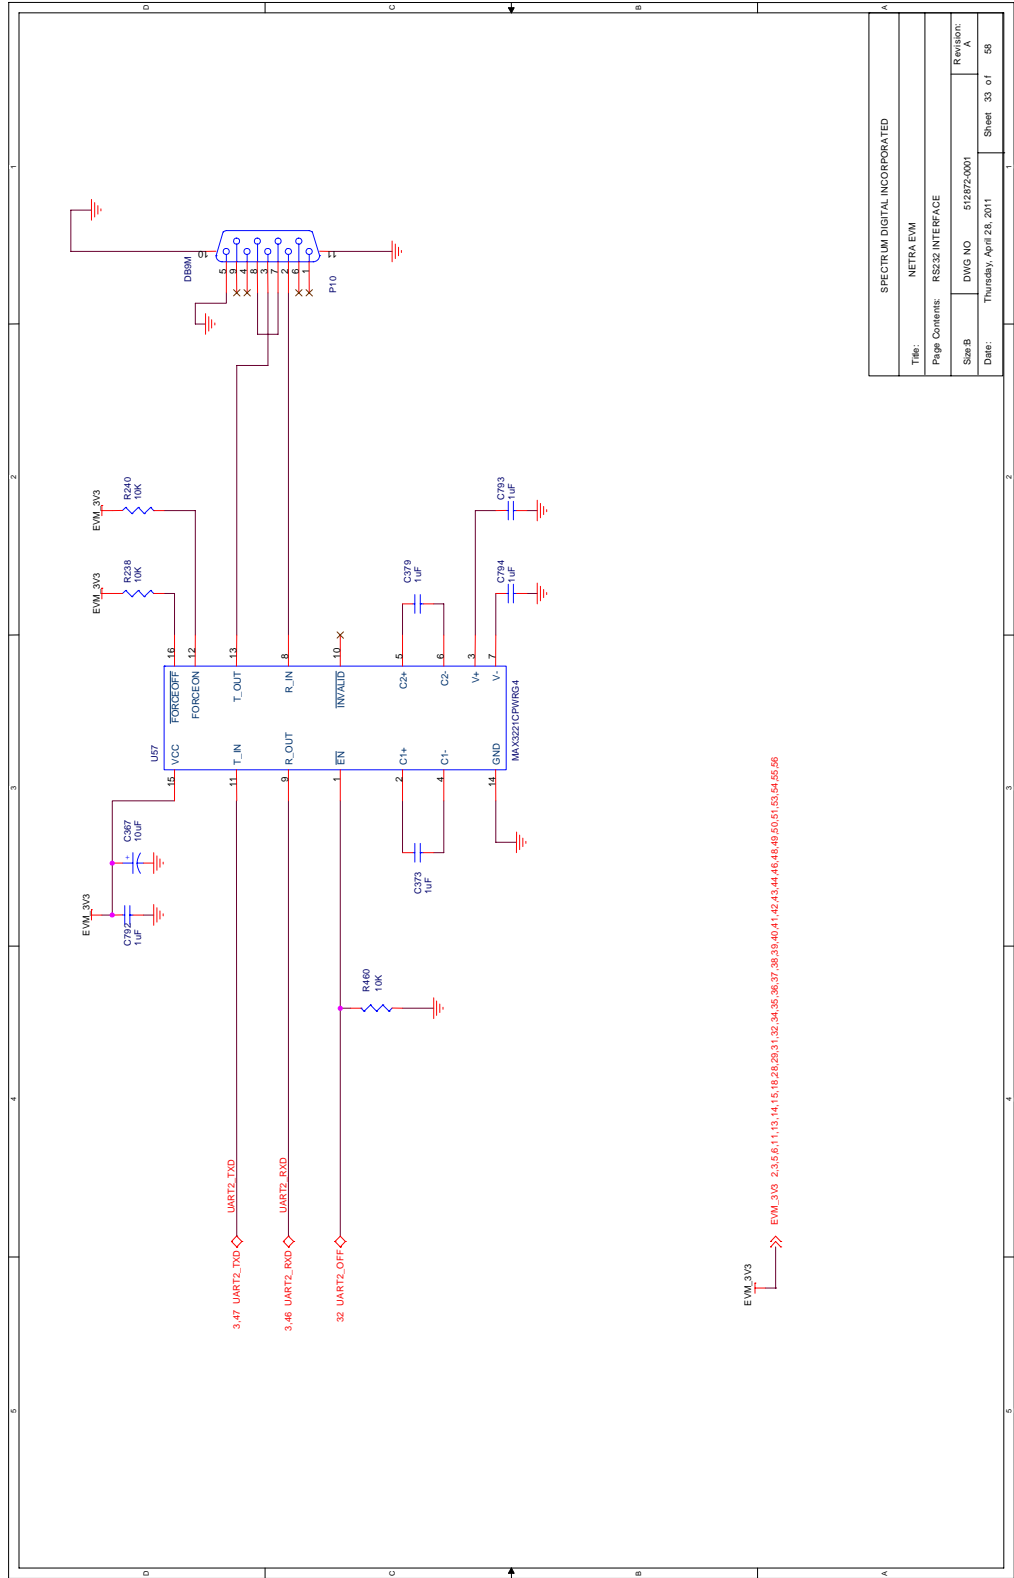 5
4
3
2
1
D
C
B
A
EVM_3V3
C792
1uF
C367
10uF
+
EVM_3V3
R238
10K
EVM_3V3
R240
10K
U57
VCC
15
FORCEOFF
16
FORCEON
12
T_IN
11
T_OUT
13
R_OUT
9
R_IN
8
EN
1
INVALID
10
C1+
2
C2+
5
C1-
4
C2-
6
V+
3
GND
14
V-
7
MAX3221CPWRG4
3,47 UART2_TXD
UART2_TXD
3,46 UART2_RXD
UART2_RXD
32 UART2_OFF
R460
10K
C373
1uF
C379
1uF
C794
1uF
C793
1uF
DB9M
10
5
9
4
8
3
7
2
6
1
11
P10
EVM_3V3
EVM_3V3 2,3,5,6,11,13,14,15,18,28,29,31,32,34,35,36,37,38,39,40,41,42,43,44,46,48,49,50,51,53,54,55,56
SPECTRUM DIGITAL INCORPORATED
Title: NETRA EVM
Page Contents: RS232 INTERFACE
Size:B DWG NO 512872-0001 Revision: A
Date: Thursday, April 28, 2011 Sheet 33 of 58
5
4
3
2
1
D
C
B
A